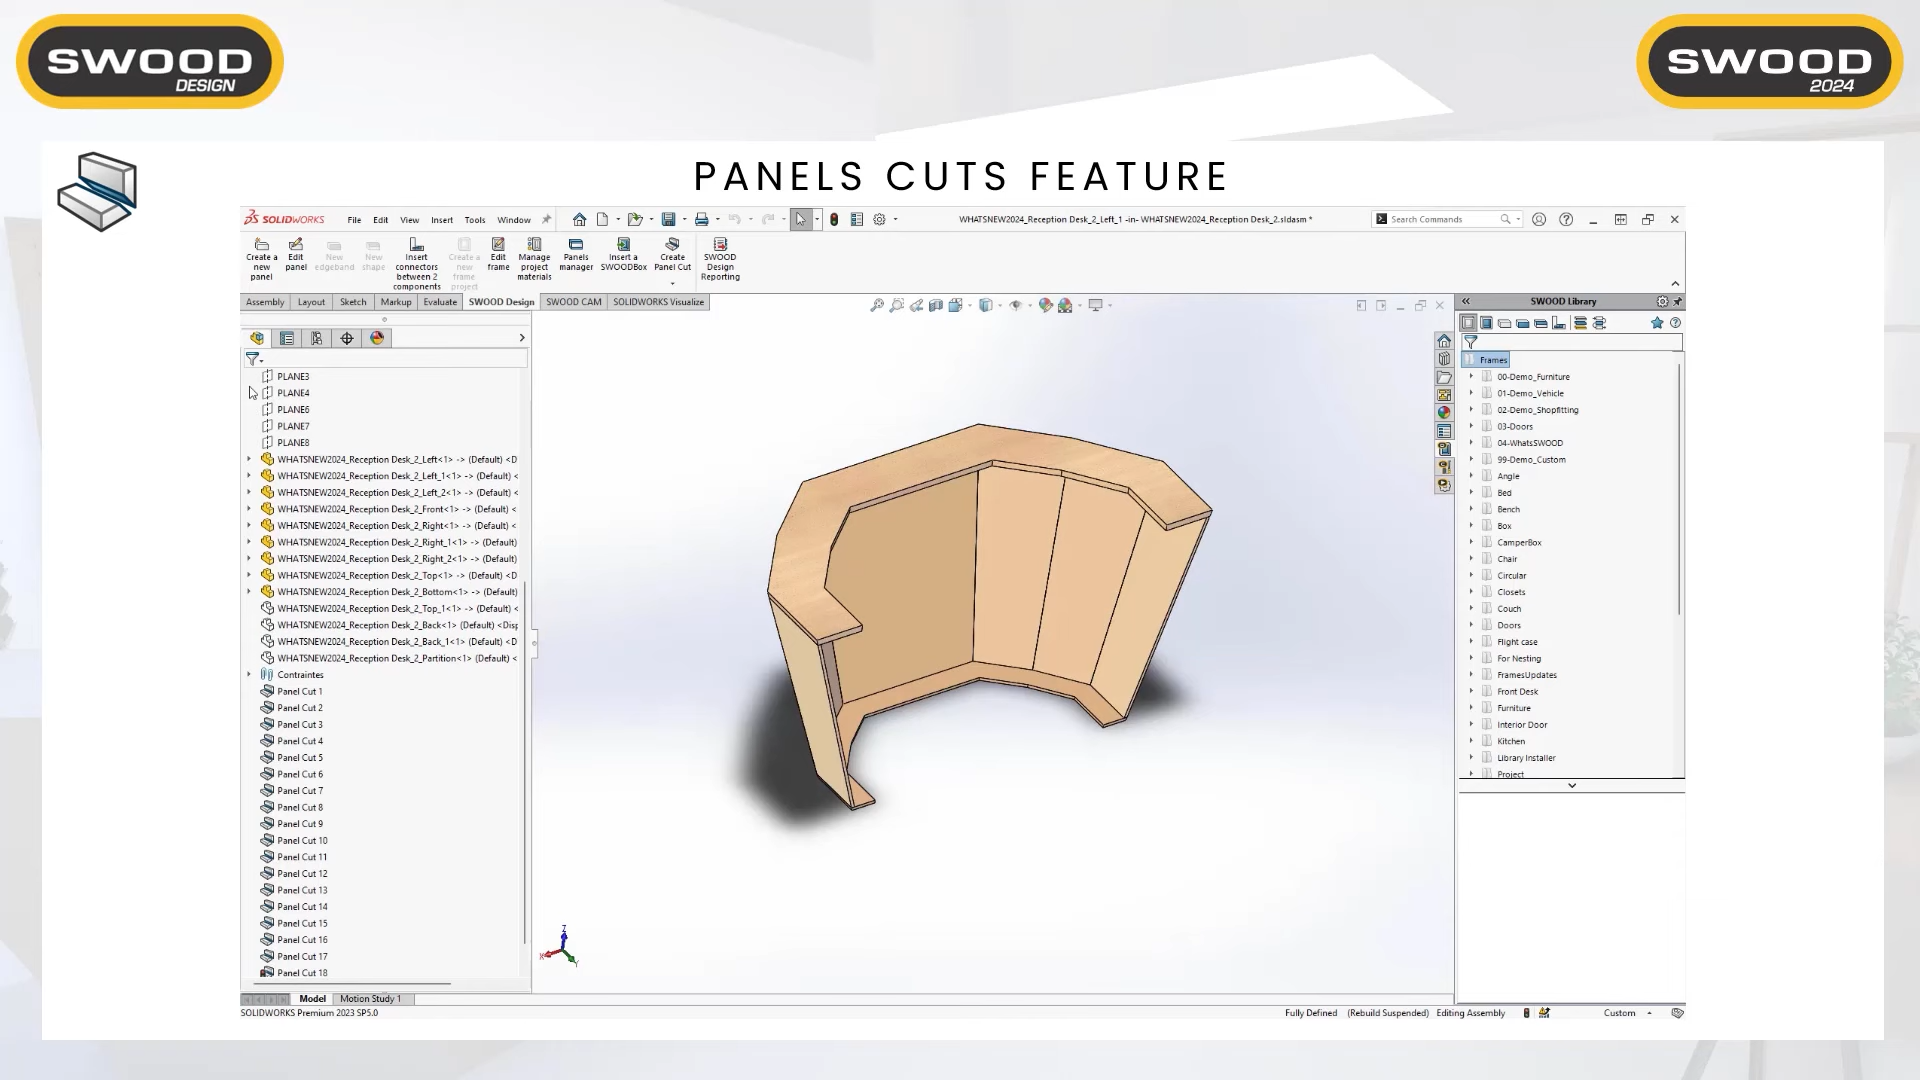 SWOOD
DESIGN
SWOOD
2024
PANELS CUTS FEATURE
SOLIDWORKS File Edit View Insert Tools Window
WHATSNEW2024_Reception Desk_2_Left_1 -in- WHATSNEW2024_Reception Desk_2.sldasm *
Search Commands
Create a new panel
Edit panel
New edgeband
New shape
Insert connectors between 2 components
Create a new frame project
Edit frame
Manage project materials
Panels manager
Insert a SWOODBox
Create Panel Cut
SWOOD Design Reporting
Assembly Layout Sketch Markup Evaluate SWOOD Design SWOOD CAM SOLIDWORKS Visualize
PLANE3
PLANE4
PLANE6
PLANE7
PLANE8
WHATSNEW2024_Reception Desk_2_Left<1> -> (Default) <D
WHATSNEW2024_Reception Desk_2_Left_1<1> -> (Default) <
WHATSNEW2024_Reception Desk_2_Left_2<1> -> (Default) <
WHATSNEW2024_Reception Desk_2_Front<1> -> (Default) <
WHATSNEW2024_Reception Desk_2_Right<1> -> (Default) <
WHATSNEW2024_Reception Desk_2_Right_1<1> -> (Default)
WHATSNEW2024_Reception Desk_2_Right_2<1> -> (Default)
WHATSNEW2024_Reception Desk_2_Top<1> -> (Default) <D
WHATSNEW2024_Reception Desk_2_Bottom<1> -> (Default)
WHATSNEW2024_Reception Desk_2_Top_1<1> -> (Default) <
WHATSNEW2024_Reception Desk_2_Back<1> (Default) <Disp
WHATSNEW2024_Reception Desk_2_Back_1<1> (Default) <D
WHATSNEW2024_Reception Desk_2_Partition<1> (Default) <
Contraintes
Panel Cut 1
Panel Cut 2
Panel Cut 3
Panel Cut 4
Panel Cut 5
Panel Cut 6
Panel Cut 7
Panel Cut 8
Panel Cut 9
Panel Cut 10
Panel Cut 11
Panel Cut 12
Panel Cut 13
Panel Cut 14
Panel Cut 15
Panel Cut 16
Panel Cut 17
Panel Cut 18
Z
X
Y
SWOOD Library
Frames
00-Demo_Furniture
01-Demo_Vehicle
02-Demo_Shopfitting
03-Doors
04-WhatsSWOOD
99-Demo_Custom
Angle
Bed
Bench
Box
CamperBox
Chair
Circular
Closets
Couch
Doors
Flight case
For Nesting
FramesUpdates
Front Desk
Furniture
Interior Door
Kitchen
Library Installer
Project
Model Motion Study 1
SOLIDWORKS Premium 2023 SP5.0
Fully Defined (Rebuild Suspended) Editing Assembly Custom